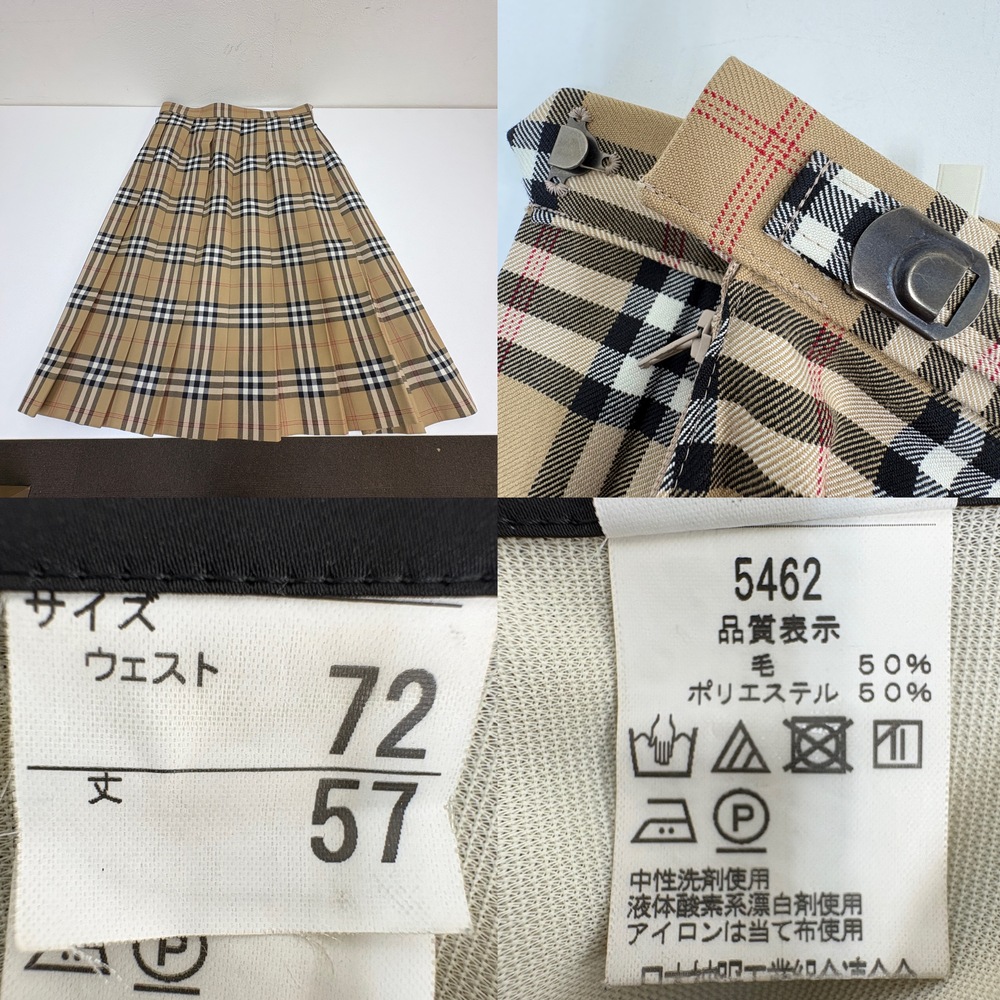 サイズ
ウェスト
72
丈
57
P
5462
品質表示
毛 50%
ポリエステル 50%
P
中性洗剤使用
液体酸素系漂白剤使用
アイロンは当て布使用